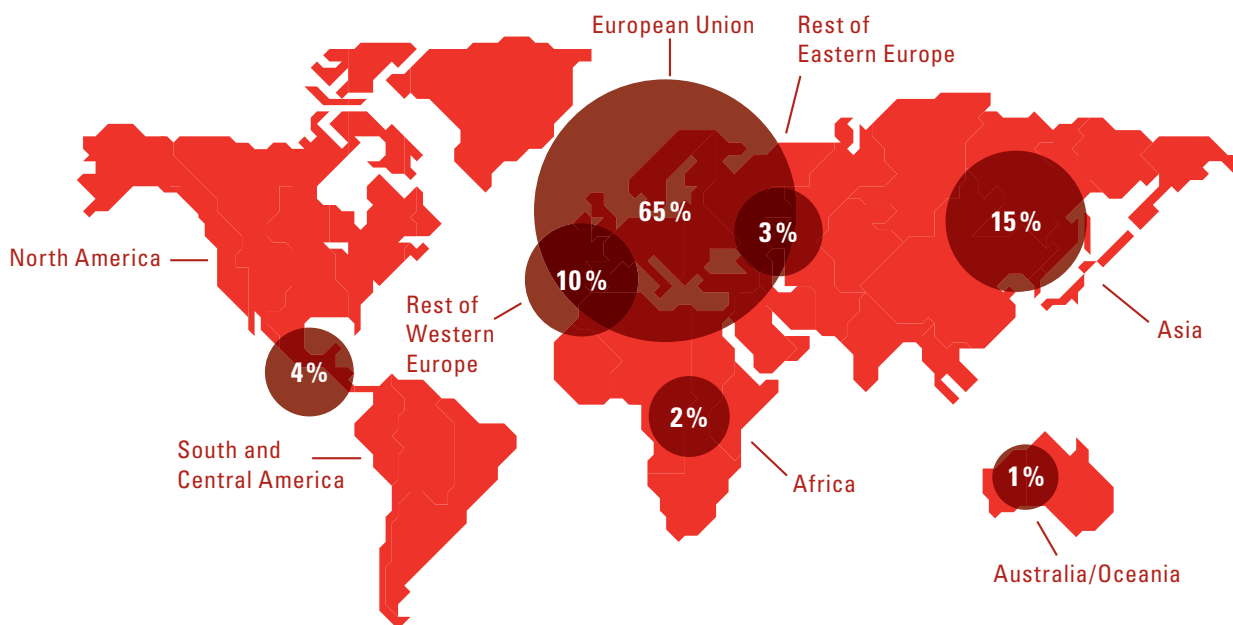 European Union
Rest of
Eastern Europe
65 %
3 %
15 %
North America
10 %
Rest of
Western
Europe
Asia
4 %
2 %
South and
Central America
Africa
1 %
Australia/Oceania